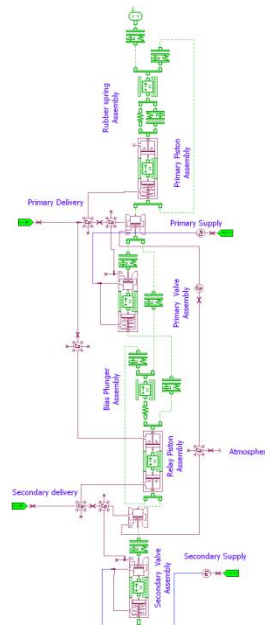 Rubber spring
Assembly
Primary Piston
Assembly
Primary Delivery
Primary Supply
Primary Valve
Assembly
Bias Plunger
Assembly
Relay Piston
Assembly
Atmospher
Secondary delivery
Secondary Supply
Secondary Valve
Assembly